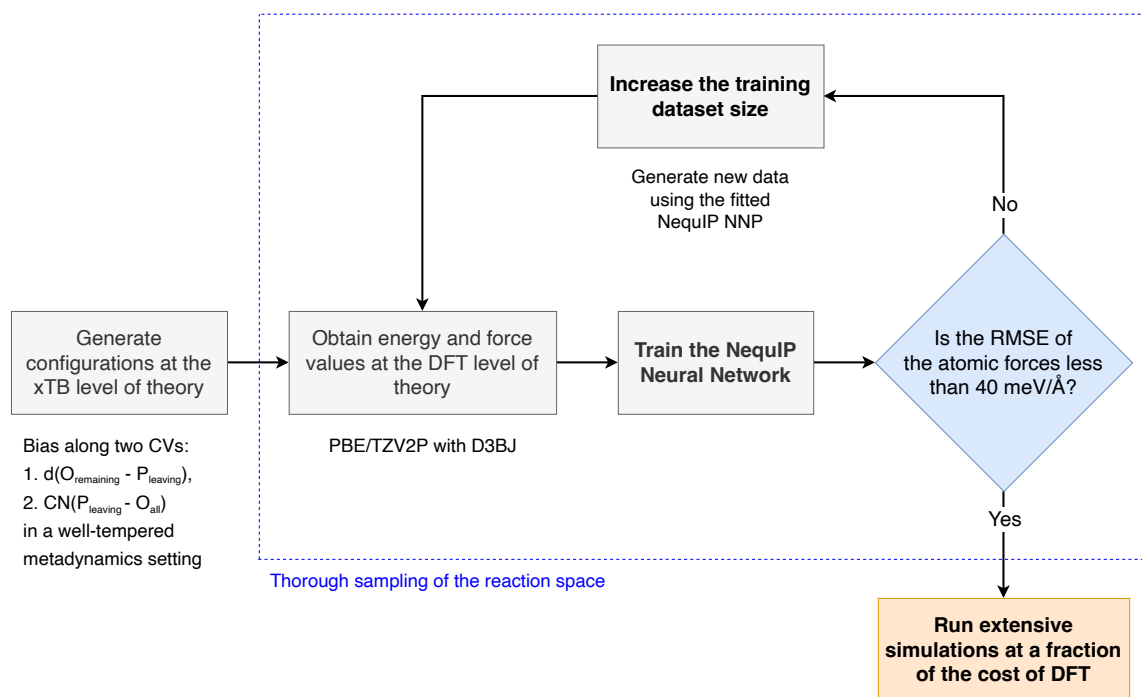 Increase the training
dataset size
Generate new data
using the fitted
NequIP NNP
No
Generate
configurations at the
xTB level of theory
Obtain energy and force
values at the DFT level of
theory
Train the NequIP
Neural Network
Is the RMSE of
the atomic forces less
than 40 meV/Å?
Bias along two CVs:
1. d(Oremaining - Pleaving),
2. CN(Pleaving - Oall)
in a well-tempered
metadynamics setting
PBE/TZV2P with D3BJ
Yes
Thorough sampling of the reaction space
Run extensive
simulations at a fraction
of the cost of DFT